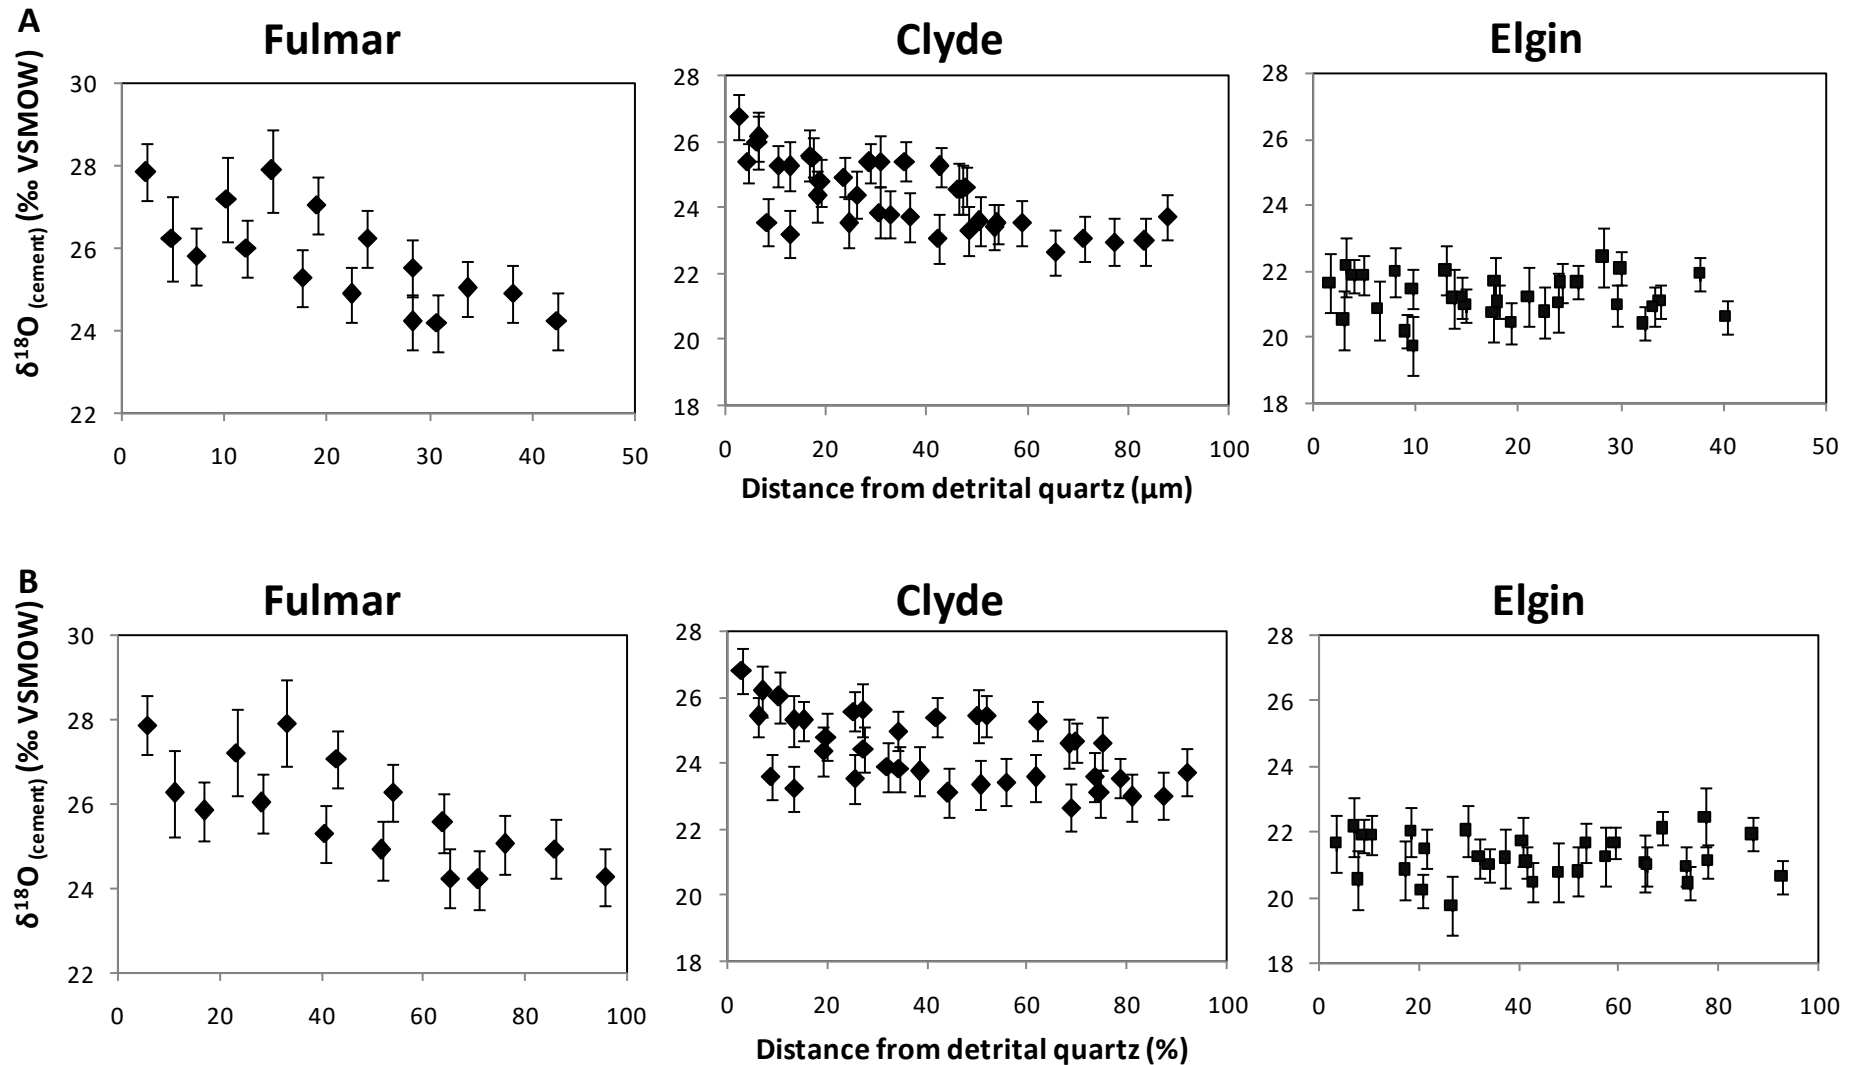 A
Fulmar Clyde Elgin
δ18O (cement) (‰ VSMOW)
30
28
26
24
22
0 10 20 30 40 50
28
26
24
22
20
18
0 20 40 60 80 100
28
26
24
22
20
18
0 10 20 30 40 50
Distance from detrital quartz (μm)
B
Fulmar Clyde Elgin
δ18O (cement) (‰ VSMOW)
30
28
26
24
22
0 20 40 60 80 100
28
26
24
22
20
18
0 20 40 60 80 100
28
26
24
22
20
18
0 20 40 60 80 100
Distance from detrital quartz (%)